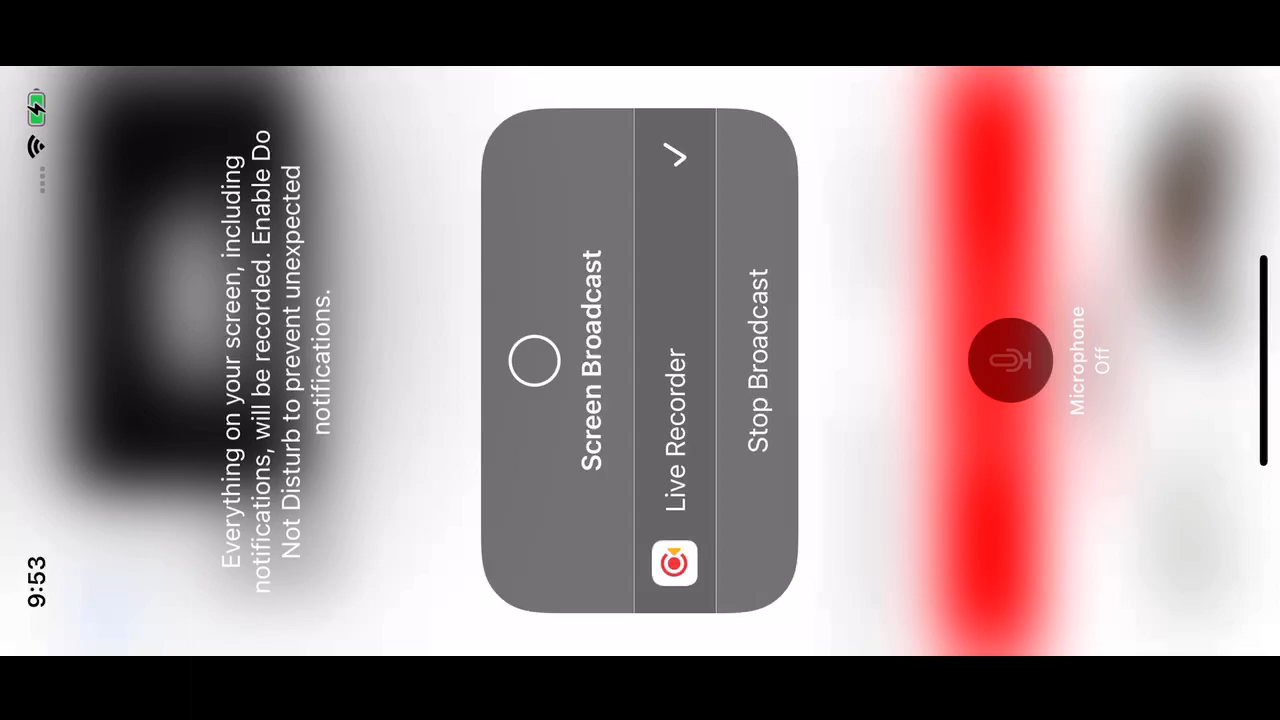 9:53
Everything on your screen, including
notifications, will be recorded. Enable Do
Not Disturb to prevent unexpected
notifications.
Screen Broadcast
Live Recorder
Stop Broadcast
Microphone
Off